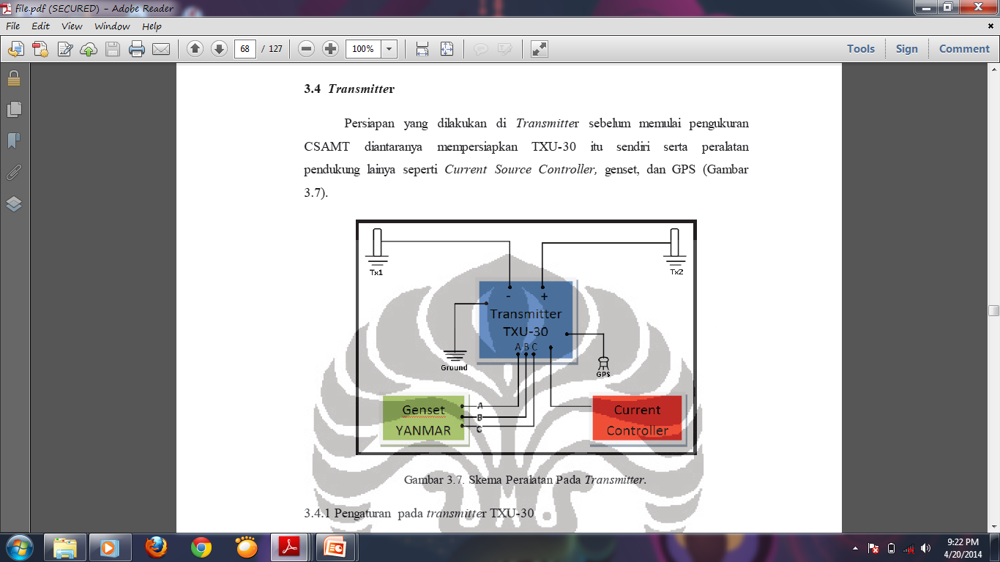 file.pdf (SECURED) - Adobe Reader
File Edit View Window Help
68 / 127 100% Tools Sign Comment
3.4 Transmitter
Persiapan yang dilakukan di Transmitter sebelum memulai pengukuran
CSAMT diantaranya mempersiapkan TXU-30 itu sendiri serta peralatan
pendukung lainya seperti Current Source Controller, genset, dan GPS (Gambar
3.7).
Tx1
Tx2
- +
Transmitter
TXU-30
A B C
Ground
GPS
Genset
YANMAR
A
B
C
Current
Controller
Gambar 3.7. Skema Peralatan Pada Transmitter.
3.4.1 Pengaturan pada transmitter TXU-30
9:22 PM
4/20/2014